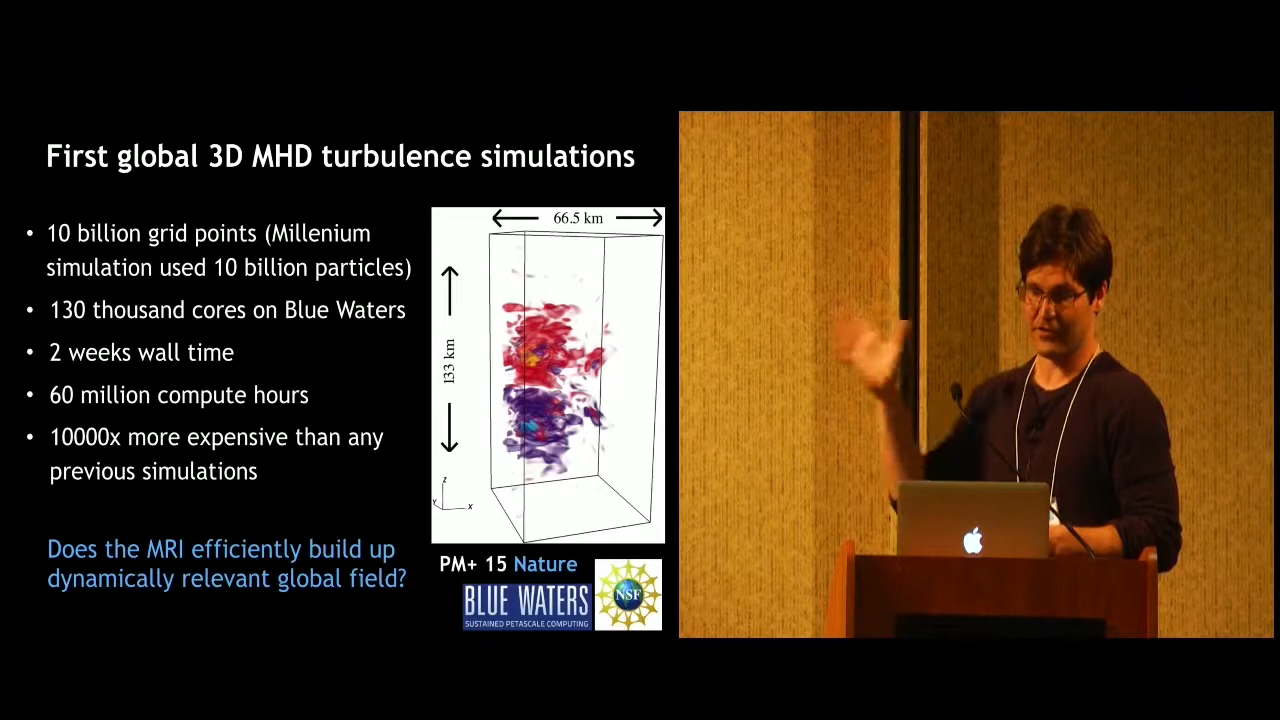 First global 3D MHD turbulence simulations
• 10 billion grid points (Millenium
simulation used 10 billion particles)
• 130 thousand cores on Blue Waters
• 2 weeks wall time
• 60 million compute hours
• 10000x more expensive than any
previous simulations
Does the MRI efficiently build up
dynamically relevant global field?
66.5 km
133 km
z
Y
x
PM+ 15 Nature
BLUE WATERS
SUSTAINED PETASCALE COMPUTING
NSF